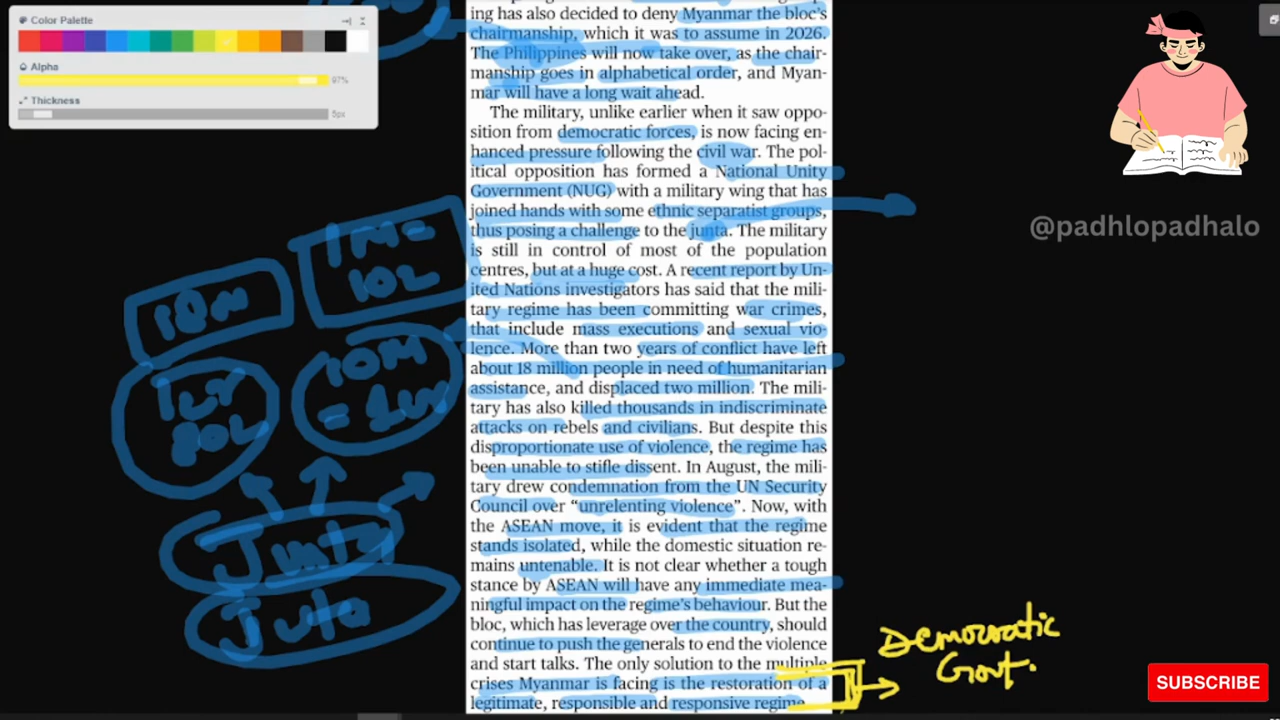 Color Palette
Alpha
97%
Thickness
8px
ing has also decided to deny Myanmar the bloc's
chairmanship, which it was to assume in 2026.
The Philippines will now take over, as the chair-
manship goes in alphabetical order, and Myan-
mar will have a long wait ahead.
The military, unlike earlier when it saw oppo-
sition from democratic forces, is now facing en-
hanced pressure following the civil war. The pol-
itical opposition has formed a National Unity
Government (NUG) with a military wing that has
joined hands with some ethnic separatist groups,
thus posing a challenge to the junta. The military
is still in control of most of the population
centres, but at a huge cost. A recent report by Un-
ited Nations investigators has said that the mili-
tary regime has been committing war crimes,
that include mass executions and sexual vio-
lence. More than two years of conflict have left
about 18 million people in need of humanitarian
assistance, and displaced two million. The mili-
tary has also killed thousands in indiscriminate
attacks on rebels and civilians. But despite this
disproportionate use of violence, the regime has
been unable to stifle dissent. In August, the mili-
tary drew condemnation from the UN Security
Council over “unrelenting violence”. Now, with
the ASEAN move, it is evident that the regime
stands isolated, while the domestic situation re-
mains untenable. It is not clear whether a tough
stance by ASEAN will have any immediate mea-
ningful impact on the regime's behaviour. But the
bloc, which has leverage over the country, should
continue to push the generals to end the violence
and start talks. The only solution to the multiple
crises Myanmar is facing is the restoration of a
legitimate, responsible and responsive regime.
1M=
10L
18M
10M
Junta
Democratic
Govt.
@padhlopadhalo
SUBSCRIBE